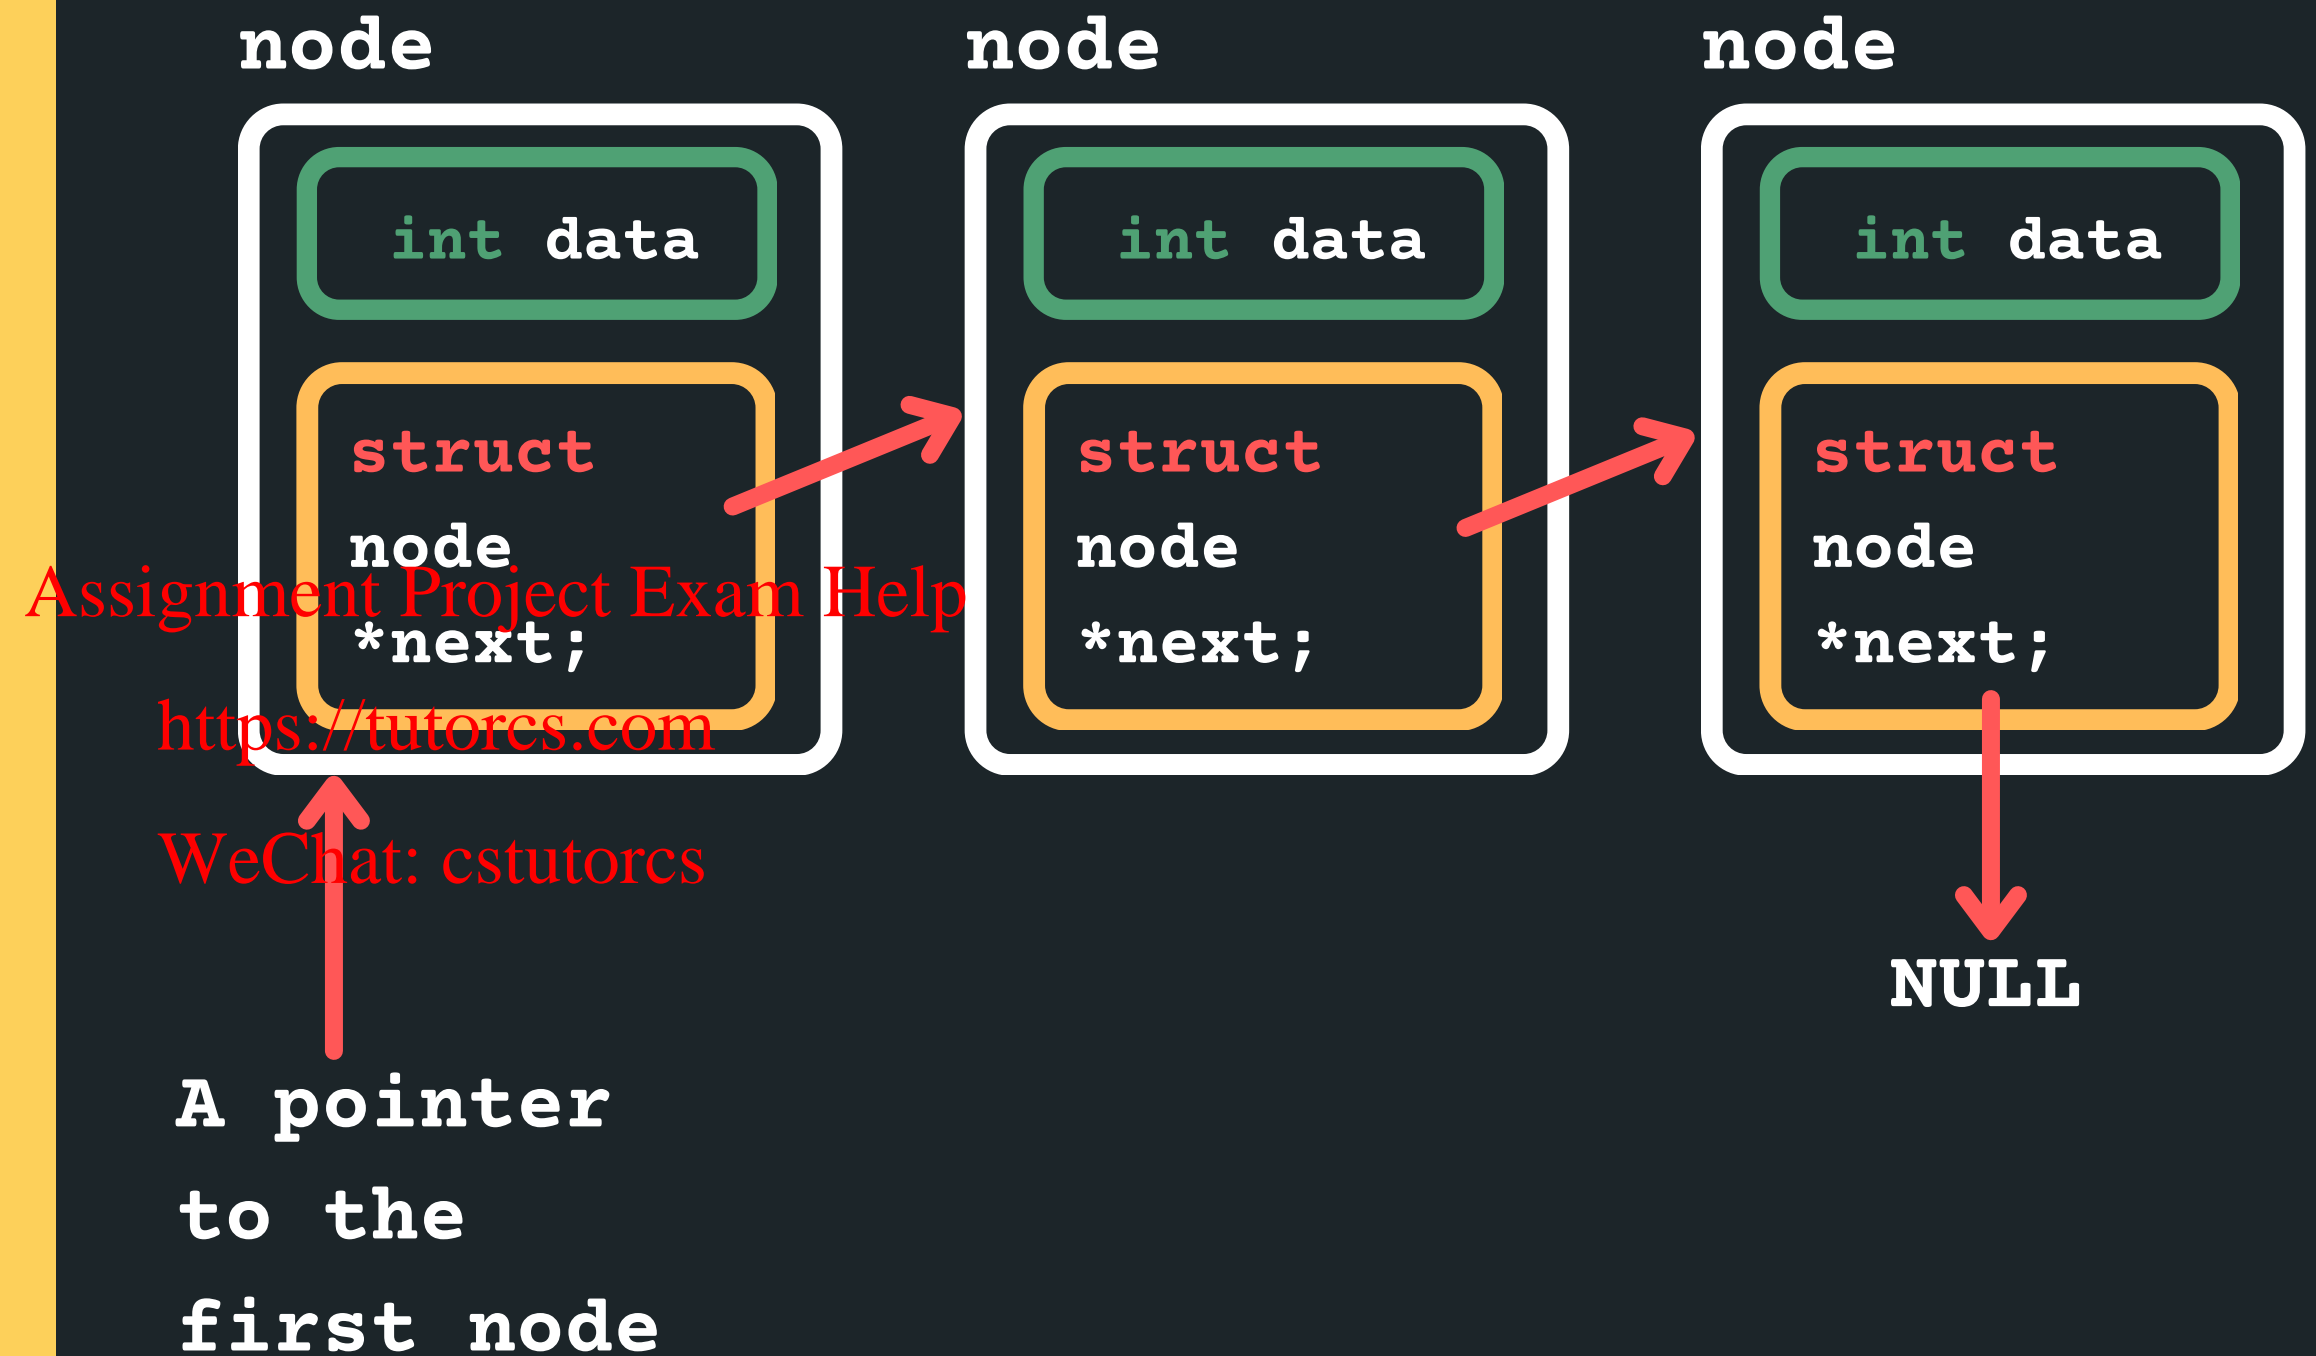 node
node
node
int data
int data
int data
struct
node
*next;
struct
node
*next;
struct
node
*next;
Assignment Project Exam Help
https://tutorcs.com
WeChat: cstutorcs
NULL
A pointer
to the
first node